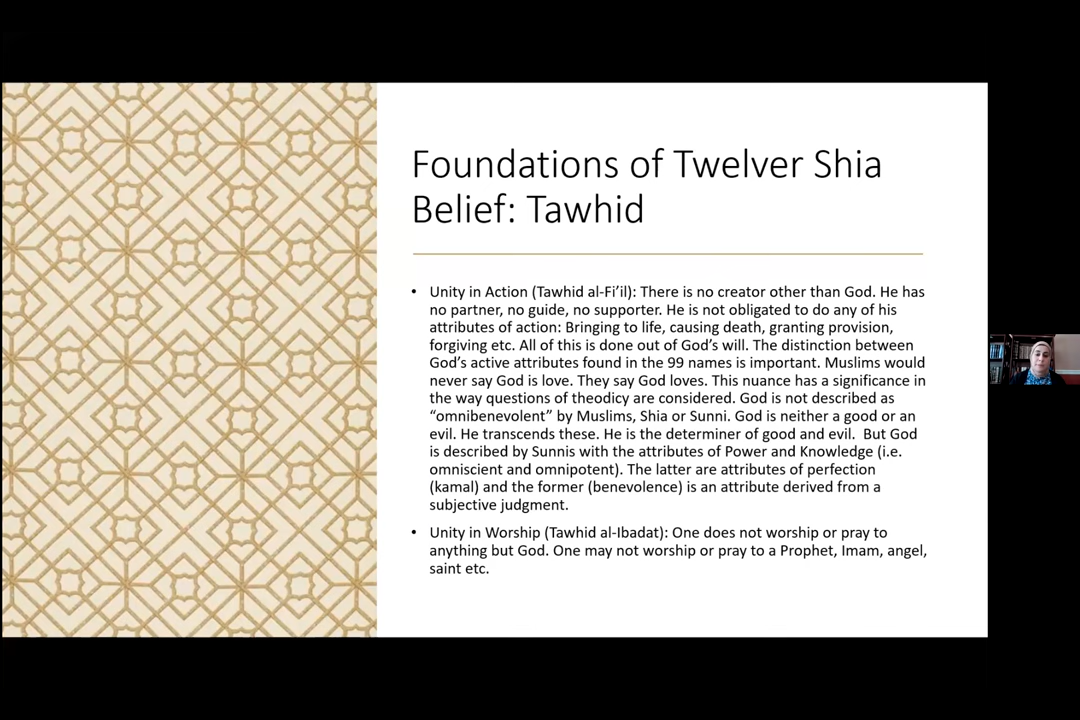 Foundations of Twelver Shia
Belief: Tawhid
• Unity in Action (Tawhid al-Fi’il): There is no creator other than God. He has
no partner, no guide, no supporter. He is not obligated to do any of his
attributes of action: Bringing to life, causing death, granting provision,
forgiving etc. All of this is done out of God’s will. The distinction between
God’s active attributes found in the 99 names is important. Muslims would
never say God is love. They say God loves. This nuance has a significance in
the way questions of theodicy are considered. God is not described as
“omnibenevolent” by Muslims, Shia or Sunni. God is neither a good or an
evil. He transcends these. He is the determiner of good and evil.  But God
is described by Sunnis with the attributes of Power and Knowledge (i.e.
omniscient and omnipotent). The latter are attributes of perfection
(kamal) and the former (benevolence) is an attribute derived from a
subjective judgment.
• Unity in Worship (Tawhid al-Ibadat): One does not worship or pray to
anything but God. One may not worship or pray to a Prophet, Imam, angel,
saint etc.